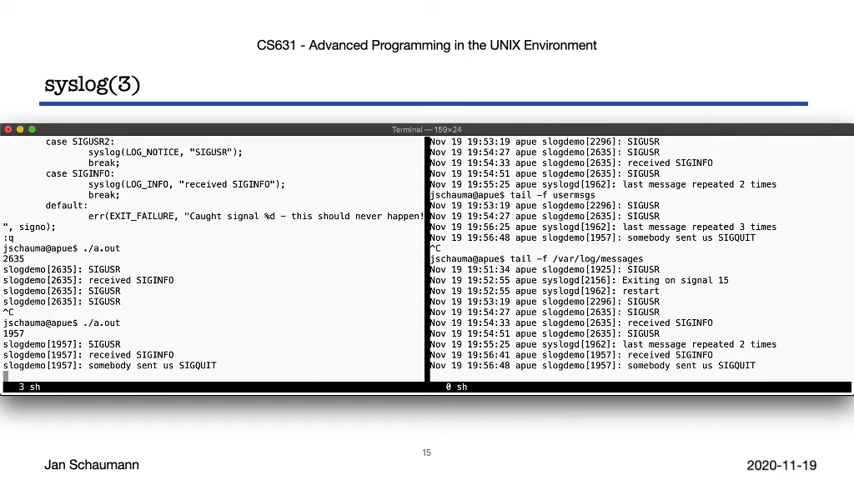 CS631 - Advanced Programming in the UNIX Environment
syslog(3)
Terminal — 159×24
case SIGUSR2:
syslog(LOG_NOTICE, "SIGUSR");
break;
case SIGINFO:
syslog(LOG_INFO, "received SIGINFO");
break;
default:
err(EXIT_FAILURE, "Caught signal %d - this should never happen!
", signo);
:q
jschauma@apue$ ./a.out
2635
slogdemo[2635]: SIGUSR
slogdemo[2635]: received SIGINFO
slogdemo[2635]: SIGUSR
slogdemo[2635]: SIGUSR
^C
jschauma@apue$ ./a.out
1957
slogdemo[1957]: SIGUSR
slogdemo[1957]: received SIGINFO
slogdemo[1957]: somebody sent us SIGQUIT
3 sh
Nov 19 19:53:19 apue slogdemo[2296]: SIGUSR
Nov 19 19:54:27 apue slogdemo[2635]: SIGUSR
Nov 19 19:54:33 apue slogdemo[2635]: received SIGINFO
Nov 19 19:54:51 apue slogdemo[2635]: SIGUSR
Nov 19 19:55:25 apue syslogd[1962]: last message repeated 2 times
jschauma@apue$ tail -f usermsgs
Nov 19 19:53:19 apue slogdemo[2296]: SIGUSR
Nov 19 19:54:27 apue slogdemo[2635]: SIGUSR
Nov 19 19:56:25 apue syslogd[1962]: last message repeated 3 times
Nov 19 19:56:48 apue slogdemo[1957]: somebody sent us SIGQUIT
^C
jschauma@apue$ tail -f /var/log/messages
Nov 19 19:51:34 apue slogdemo[1925]: SIGUSR
Nov 19 19:52:55 apue syslogd[2156]: Exiting on signal 15
Nov 19 19:52:55 apue syslogd[1962]: restart
Nov 19 19:53:19 apue slogdemo[2296]: SIGUSR
Nov 19 19:54:27 apue slogdemo[2635]: SIGUSR
Nov 19 19:54:33 apue slogdemo[2635]: received SIGINFO
Nov 19 19:54:51 apue slogdemo[2635]: SIGUSR
Nov 19 19:55:25 apue syslogd[1962]: last message repeated 2 times
Nov 19 19:56:41 apue slogdemo[1957]: received SIGINFO
Nov 19 19:56:48 apue slogdemo[1957]: somebody sent us SIGQUIT
0 sh
15
Jan Schaumann
2020-11-19